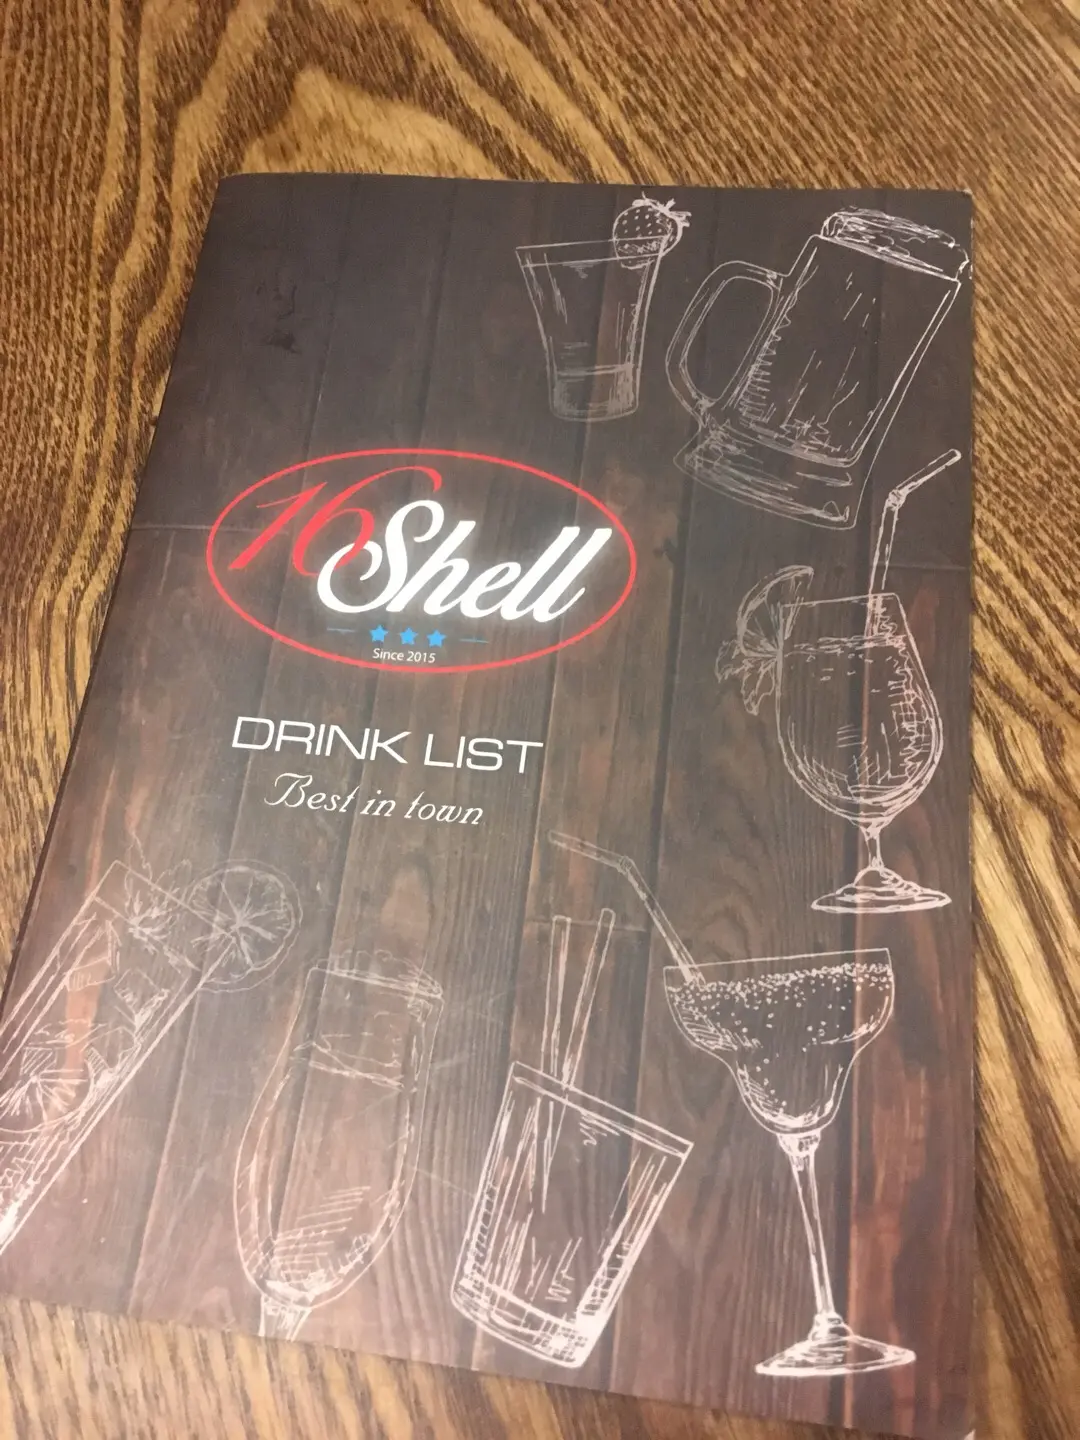 16 Shell
Since 2015
DRINK LIST
Best in town